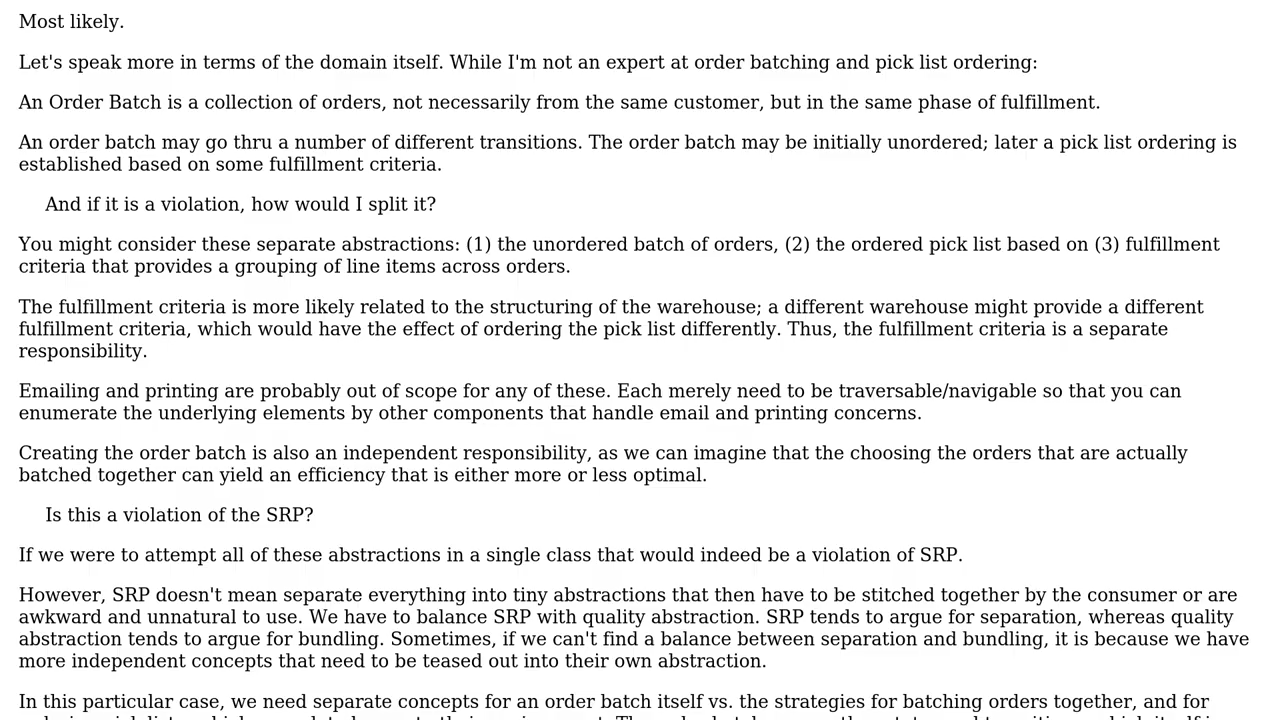 Most likely.
Let's speak more in terms of the domain itself. While I'm not an expert at order batching and pick list ordering:
An Order Batch is a collection of orders, not necessarily from the same customer, but in the same phase of fulfillment.
An order batch may go thru a number of different transitions. The order batch may be initially unordered; later a pick list ordering is
established based on some fulfillment criteria.
And if it is a violation, how would I split it?
You might consider these separate abstractions: (1) the unordered batch of orders, (2) the ordered pick list based on (3) fulfillment
criteria that provides a grouping of line items across orders.
The fulfillment criteria is more likely related to the structuring of the warehouse; a different warehouse might provide a different
fulfillment criteria, which would have the effect of ordering the pick list differently. Thus, the fulfillment criteria is a separate
responsibility.
Emailing and printing are probably out of scope for any of these. Each merely need to be traversable/navigable so that you can
enumerate the underlying elements by other components that handle email and printing concerns.
Creating the order batch is also an independent responsibility, as we can imagine that the choosing the orders that are actually
batched together can yield an efficiency that is either more or less optimal.
Is this a violation of the SRP?
If we were to attempt all of these abstractions in a single class that would indeed be a violation of SRP.
However, SRP doesn't mean separate everything into tiny abstractions that then have to be stitched together by the consumer or are
awkward and unnatural to use. We have to balance SRP with quality abstraction. SRP tends to argue for separation, whereas quality
abstraction tends to argue for bundling. Sometimes, if we can't find a balance between separation and bundling, it is because we have
more independent concepts that need to be teased out into their own abstraction.
In this particular case, we need separate concepts for an order batch itself vs. the strategies for batching orders together, and for